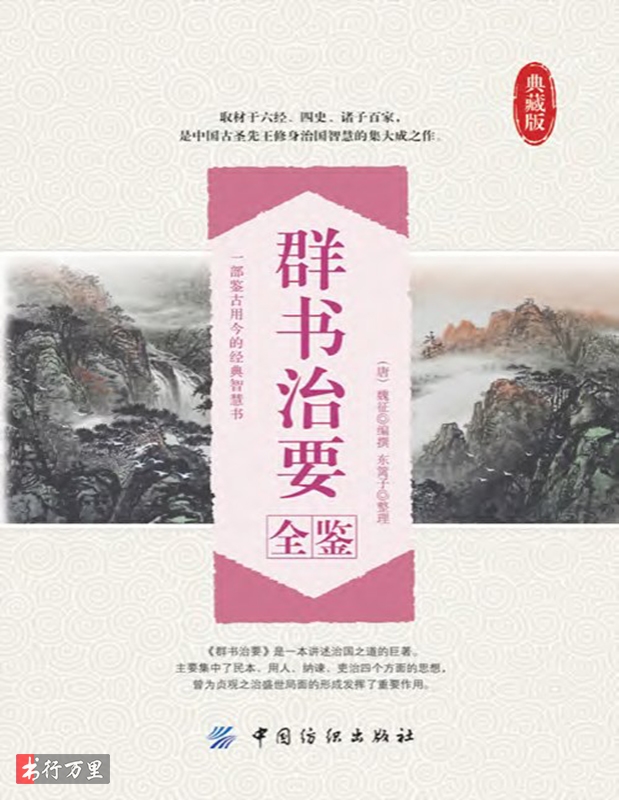 典藏版
取材于六经、四史、诸子百家，
是中国古圣先王修身治国智慧的集大成之作。
群书治要
全鉴
一部鉴古用今的经典智慧书
（唐）魏征◎编撰 东篱子◎整理
《群书治要》是一本讲述治国之道的巨著。
主要集中了民本、用人、纳谏、吏治四个方面的思想，
曾为贞观之治盛世局面的形成发挥了重要作用。
中国纺织出版社
书行万里